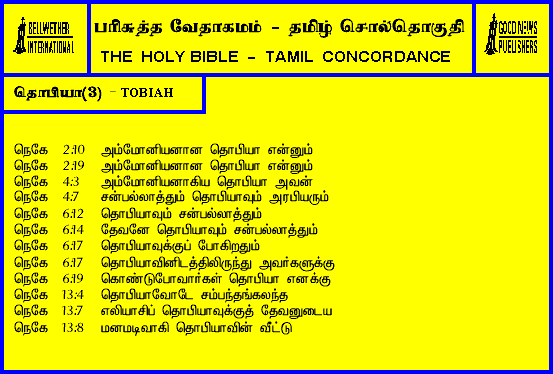 BELLWETHER INTERNATIONAL
பரிசுத்த வேதாகமம் - தமிழ் சொல்தொகுதி
THE HOLY BIBLE - TAMIL CONCORDANCE
GOOD NEWS PUBLISHERS
தொபியா(3) - TOBIAH
நெகே 2:10 அம்மோனியனான தொபியா என்னும்
நெகே 2:19 அம்மோனியனான தொபியா என்னும்
நெகே 4:3 அம்மோனியனாகிய தொபியா அவன்
நெகே 4:7 சன்பல்லாத்தும் தொபியாவும் அரபியரும்
நெகே 6:12 தொபியாவும் சன்பல்லாத்தும்
நெகே 6:14 தேவனே தொபியாவும் சன்பல்லாத்தும்
நெகே 6:17 தொபியாவுக்குப் போகிறதும்
நெகே 6:17 தொபியாவினிடத்திலிருந்து அவர்களுக்கு
நெகே 6:19 கொண்டுபோவார்கள் தொபியா எனக்கு
நெகே 13:4 தொபியாவோடே சம்பந்தங்கலந்த
நெகே 13:7 எலியாசிப் தொபியாவுக்குத் தேவனுடைய
நெகே 13:8 மனமடிவாகி தொபியாவின் வீட்டு